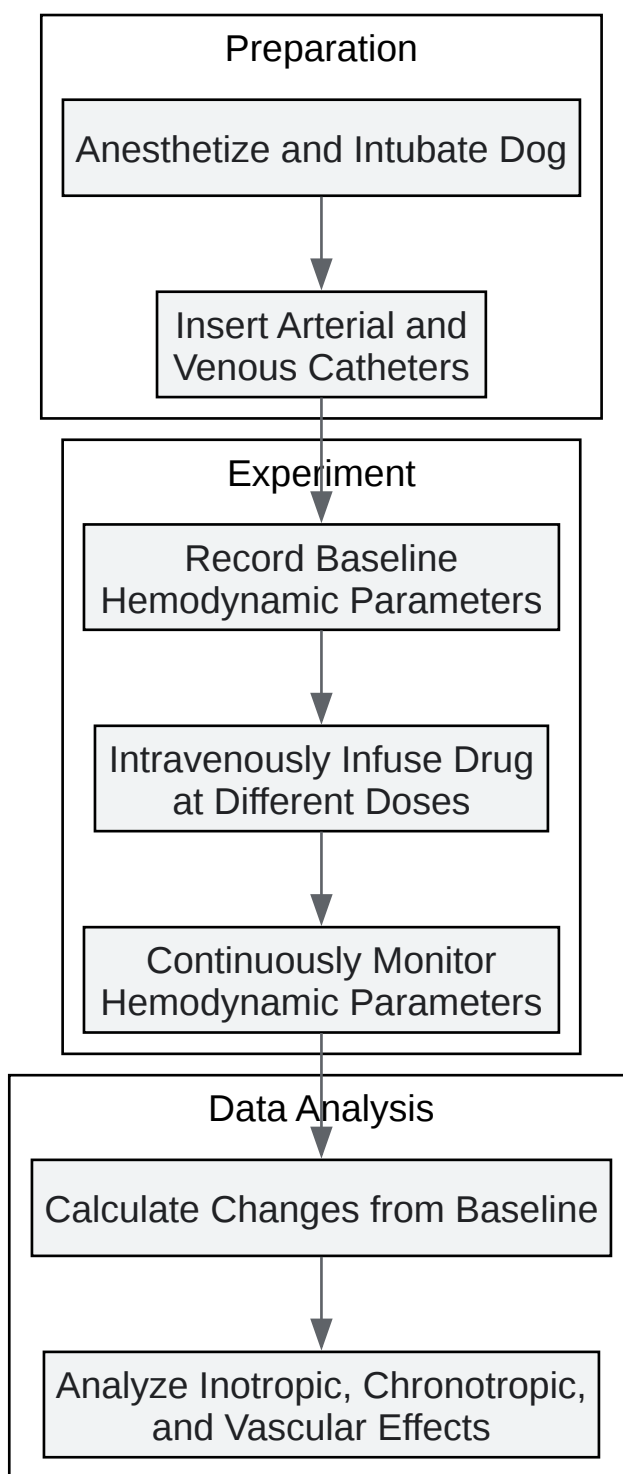 Preparation
Anesthetize and Intubate Dog
Insert Arterial and
Venous Catheters
Experiment
Record Baseline
Hemodynamic Parameters
Intravenously Infuse Drug
at Different Doses
Continuously Monitor
Hemodynamic Parameters
Data Analysis
Calculate Changes from Baseline
Analyze Inotropic, Chronotropic,
and Vascular Effects